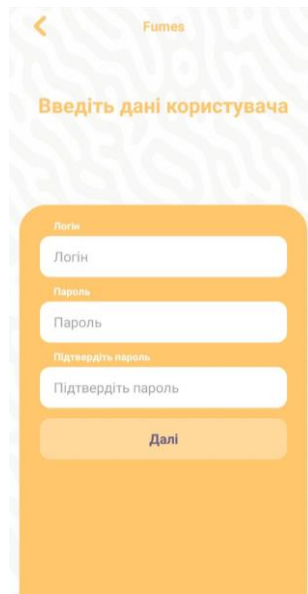 Fumes
Введіть дані користувача
Логін
Логін
Пароль
Пароль
Підтвердіть пароль
Підтвердіть пароль
Далі